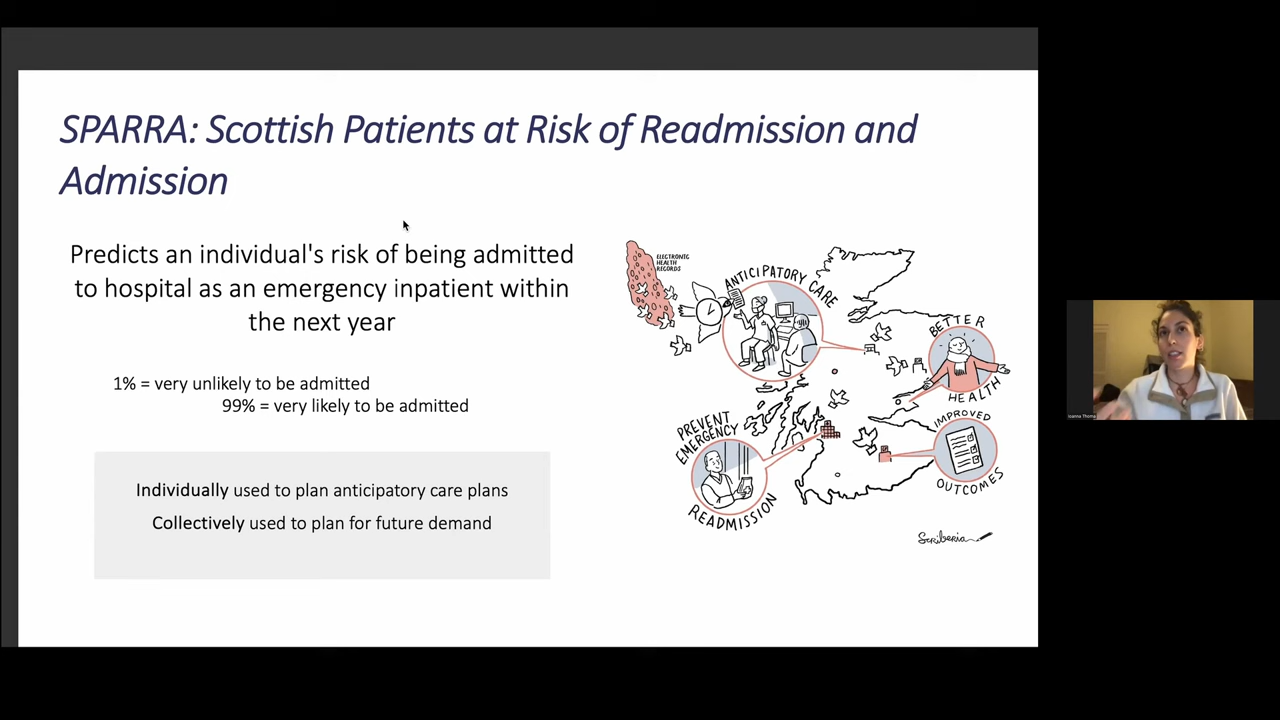 SPARRA: Scottish Patients at Risk of Readmission and
Admission
Predicts an individual's risk of being admitted
to hospital as an emergency inpatient within
the next year
1% = very unlikely to be admitted
99% = very likely to be admitted
Individually used to plan anticipatory care plans
Collectively used to plan for future demand
ELECTRONIC
HEALTH
RECORDS
ANTICIPATORY CARE
BETTER
HEALTH
PREVENT
EMERGENCY
READMISSION
IMPROVED
OUTCOMES
Scriberia